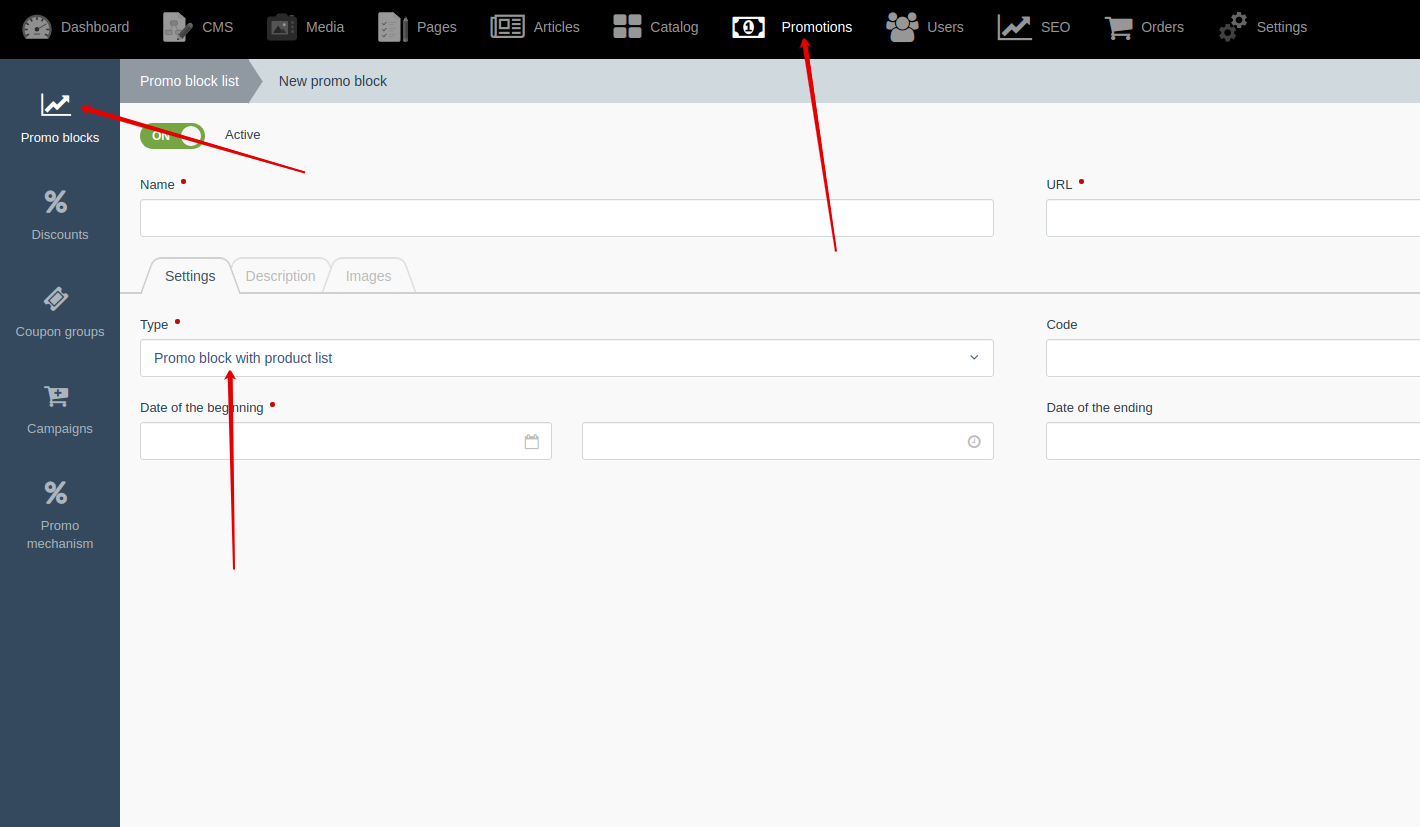 Dashboard
CMS
Media
Pages
Articles
Catalog
1
Promotions
Users
SEO
Orders
Settings
Promo blocks
Discounts
Coupon groups
Campaigns
Promo
mechanism
Promo block list
New promo block
ON
Active
Name
URL
Settings
Description
Images
Type
Code
Promo block with product list
Date of the beginning
Date of the ending